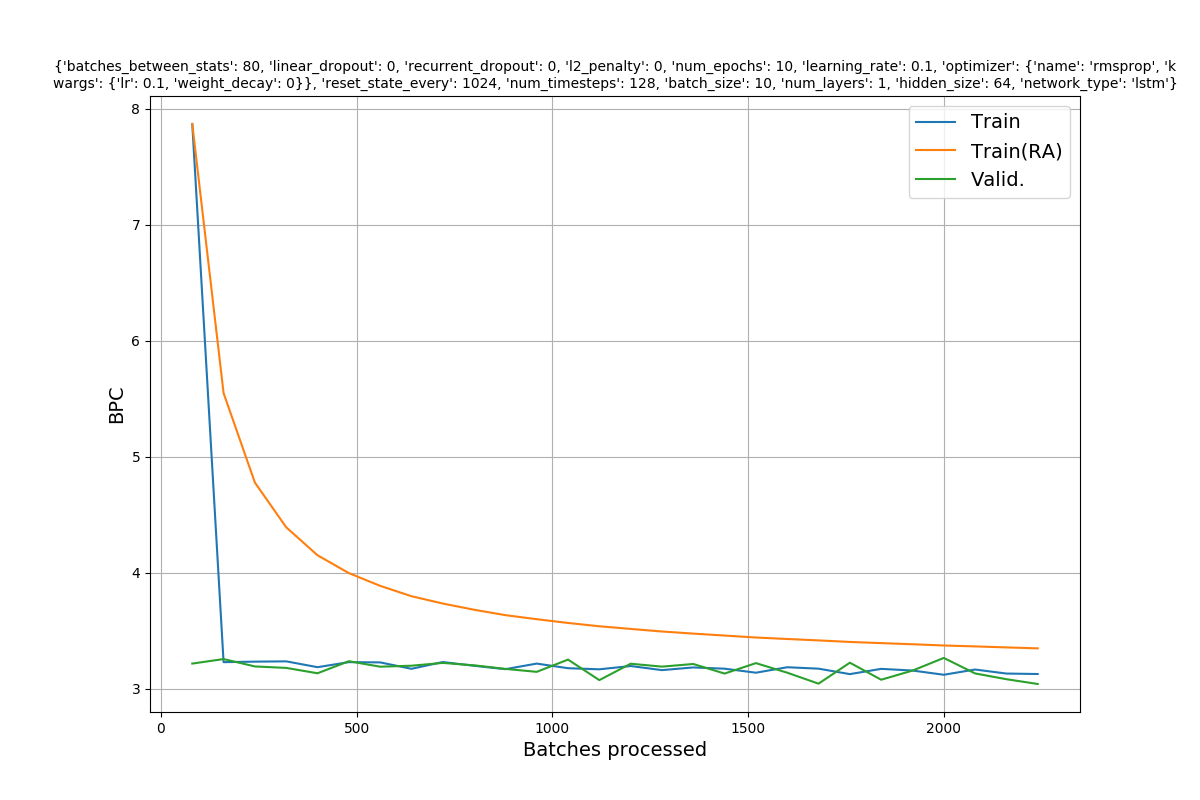 {'batches_between_stats': 80, 'linear_dropout': 0, 'recurrent_dropout': 0, 'l2_penalty': 0, 'num_epochs': 10, 'learning_rate': 0.1, 'optimizer': {'name': 'rmsprop', 'k
wargs': {'lr': 0.1, 'weight_decay': 0}}, 'reset_state_every': 1024, 'num_timesteps': 128, 'batch_size': 10, 'num_layers': 1, 'hidden_size': 64, 'network_type': 'lstm'}
Train
Train(RA)
Valid.
8
7
6
5
4
3
BPC
0
500
1000
1500
2000
Batches processed